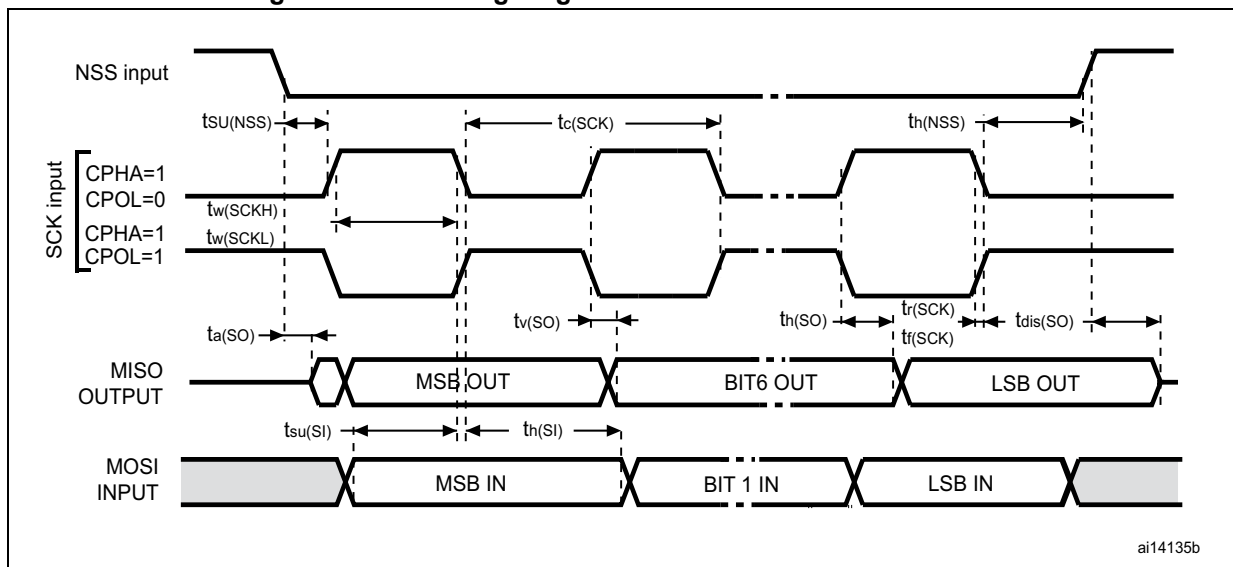 NSS input
tSU(NSS)
tc(SCK)
th(NSS)
SCK input
CPHA=1
CPOL=0
tw(SCKH)
CPHA=1
tw(SCKL)
CPOL=1
ta(SO)
tv(SO)
th(SO)
tr(SCK)
tf(SCK)
tdis(SO)
MISO
OUTPUT
MSB OUT
BIT6 OUT
LSB OUT
tsu(SI)
th(SI)
MOSI
INPUT
MSB IN
BIT 1 IN
LSB IN
ai14135b